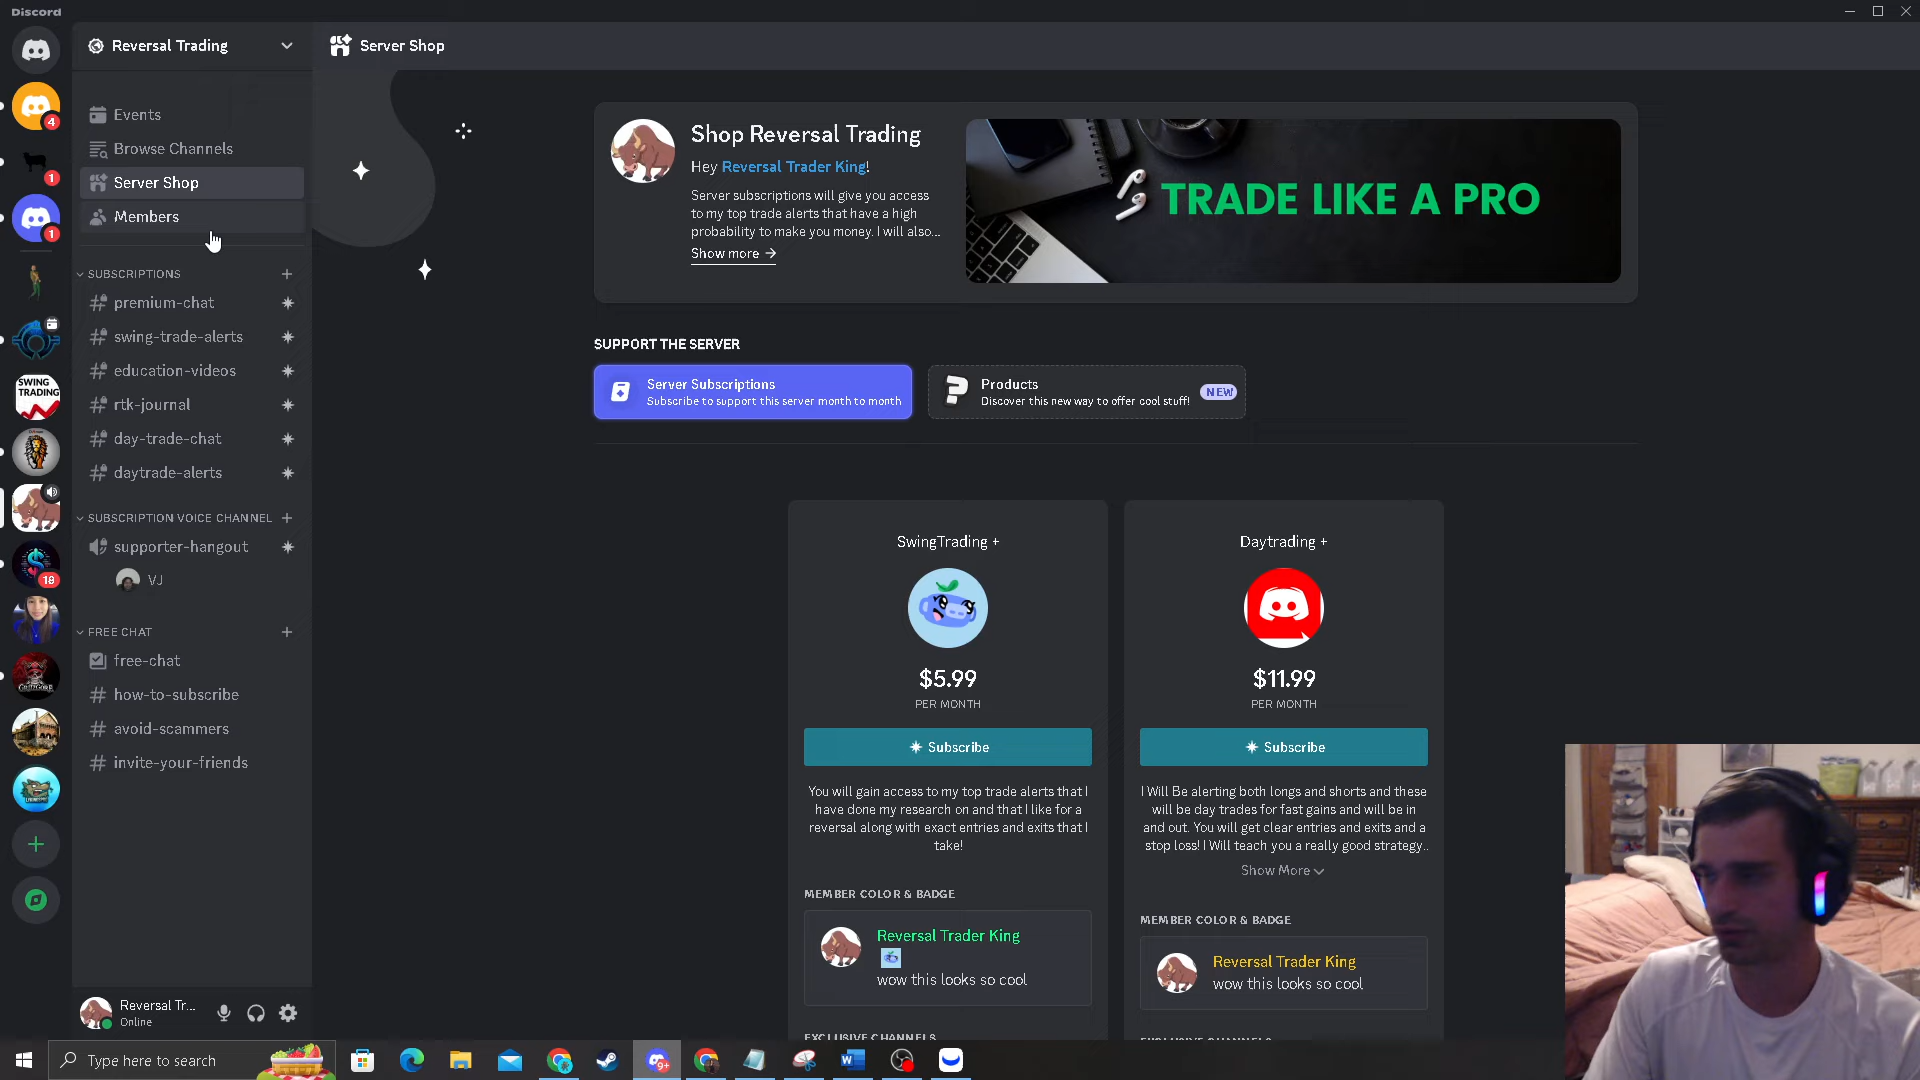 Discord
Reversal Trading
Server Shop
Events
Browse Channels
Server Shop
Members
SUBSCRIPTIONS
premium-chat
swing-trade-alerts
education-videos
rtk-journal
day-trade-chat
daytrade-alerts
SUBSCRIPTION VOICE CHANNEL
supporter-hangout
VJ
FREE CHAT
free-chat
how-to-subscribe
avoid-scammers
invite-your-friends
Reversal Tr...
Online
4
1
1
SWING
TRADING
18
Shop Reversal Trading
Hey Reversal Trader King!
Server subscriptions will give you access
to my top trade alerts that have a high
probability to make you money. I will also...
Show more →
TRADE LIKE A PRO
SUPPORT THE SERVER
Server Subscriptions
Subscribe to support this server month to month
Products
Discover this new way to offer cool stuff!
NEW
SwingTrading +
$5.99
PER MONTH
Subscribe
You will gain access to my top trade alerts that I
have done my research on and that I like for a
reversal along with exact entries and exits that I
take!
MEMBER COLOR & BADGE
Reversal Trader King
wow this looks so cool
EXCLUSIVE CHANNELS
Daytrading +
$11.99
PER MONTH
Subscribe
I Will Be alerting both longs and shorts and these
will be day trades for fast gains and will be in
and out. You will get clear entries and exits and a
stop loss! I Will teach you a really good strategy..
Show More
MEMBER COLOR & BADGE
Reversal Trader King
wow this looks so cool
Type here to search
9+